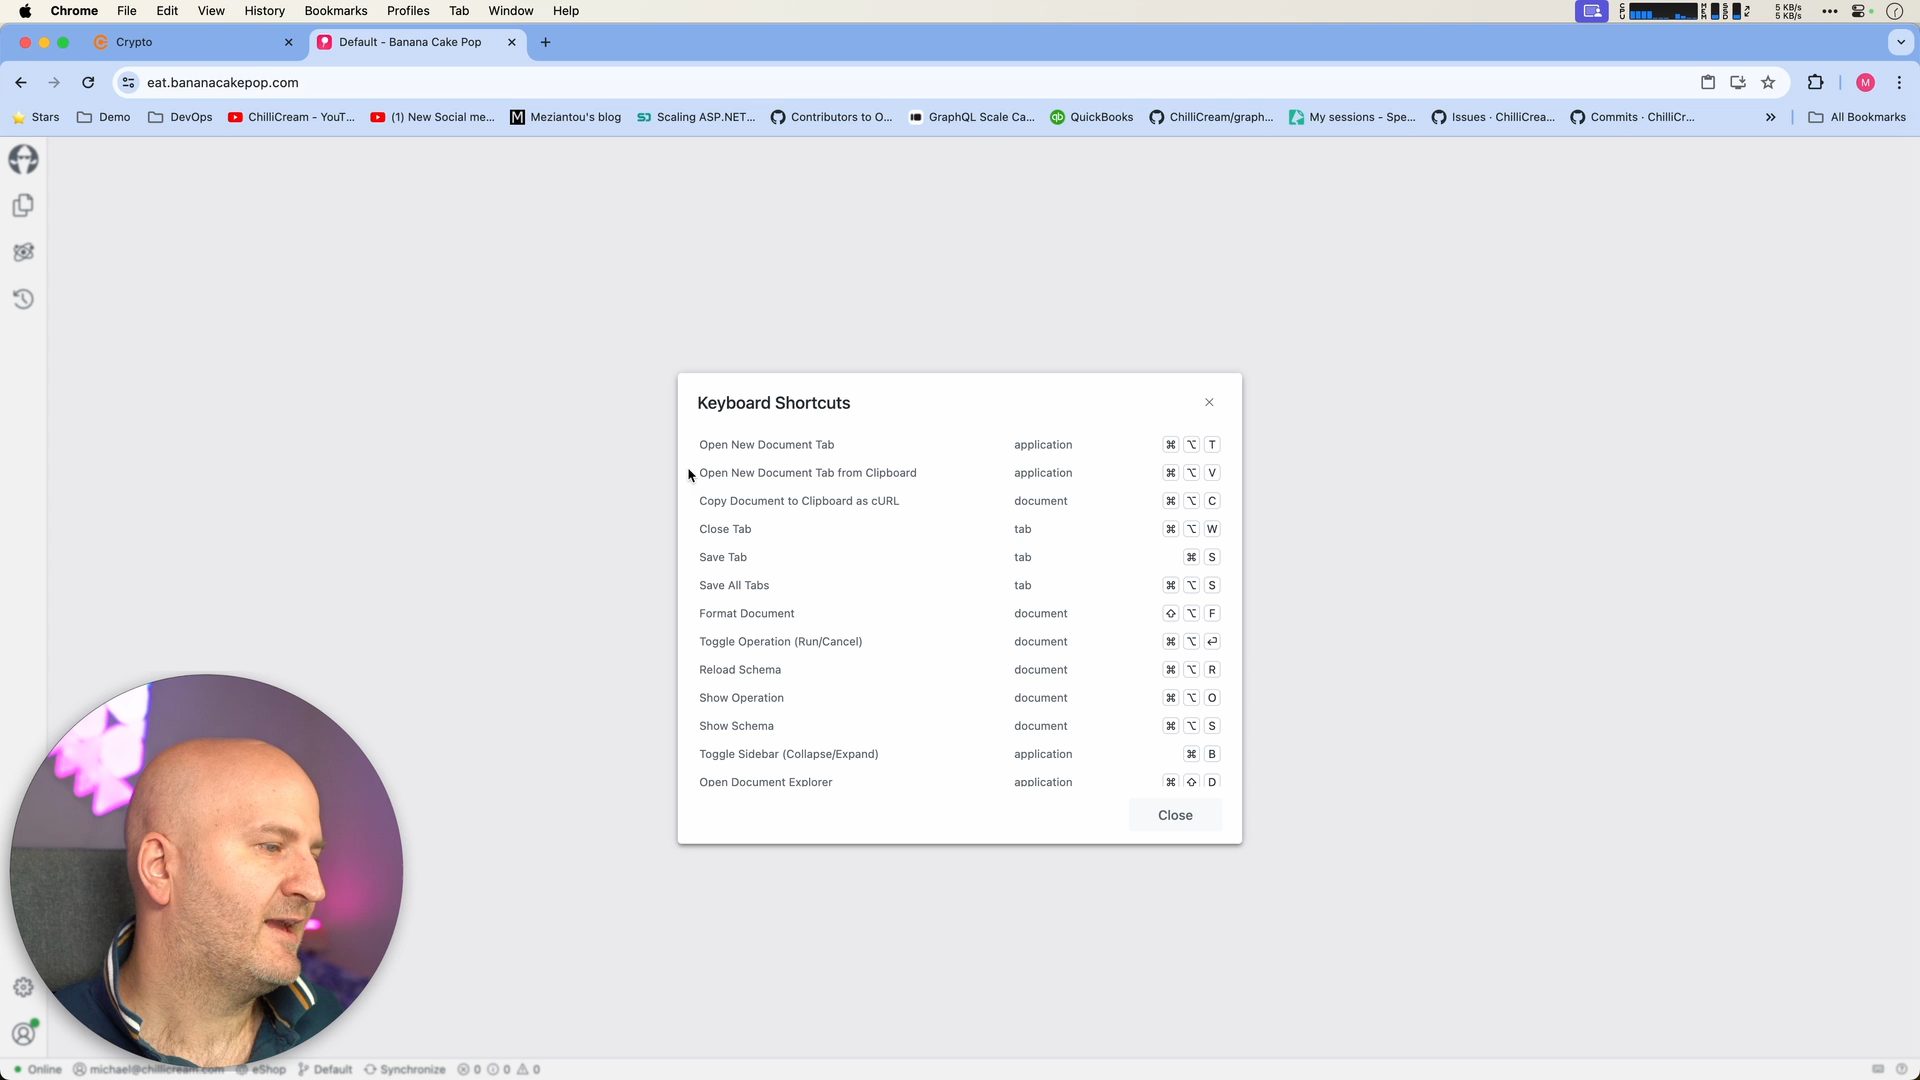 Chrome File Edit View History Bookmarks Profiles Tab Window Help
5 KB/s
5 KB/s
Crypto
Default - Banana Cake Pop
eat.bananacakepop.com
M
Stars Demo DevOps ChilliCream - YouT... (1) New Social me... Meziantou's blog Scaling ASP.NET... Contributors to O... GraphQL Scale Ca... QuickBooks ChilliCream/graph... My sessions - Spe... Issues · ChilliCrea... Commits · ChilliCr... » All Bookmarks
Keyboard Shortcuts
Open New Document Tab application ⌘ ⌥ T
Open New Document Tab from Clipboard application ⌘ ⌥ V
Copy Document to Clipboard as cURL document ⌘ ⌥ C
Close Tab tab ⌘ ⌥ W
Save Tab tab ⌘ S
Save All Tabs tab ⌘ ⌥ S
Format Document document ⇧ ⌥ F
Toggle Operation (Run/Cancel) document ⌘ ⌥ ⏎
Reload Schema document ⌘ ⌥ R
Show Operation document ⌘ ⌥ O
Show Schema document ⌘ ⌥ S
Toggle Sidebar (Collapse/Expand) application ⌘ B
Open Document Explorer application ⌘ ⇧ D
Close
Online michael@chillicream.com eShop Default Synchronize 0 0 0